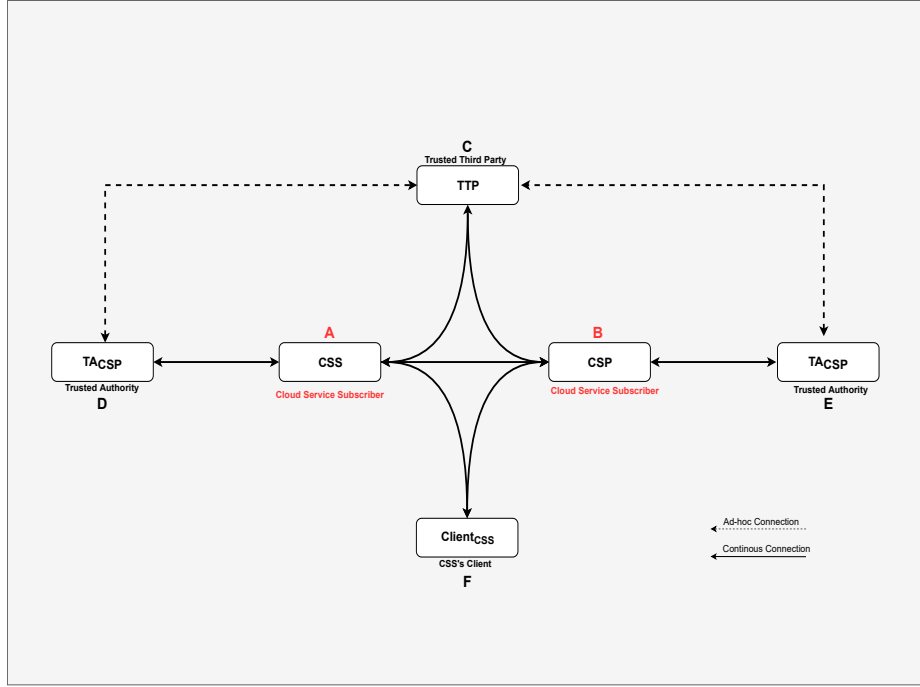 C
Trusted Third Party
TTP
A
B
TACSP
CSS
CSP
TACSP
Trusted Authority
Cloud Service Subscriber
Cloud Service Subscriber
Trusted Authority
D
E
Ad-hoc Connection
ClientCSS
Continous Connection
CSS's Client
F